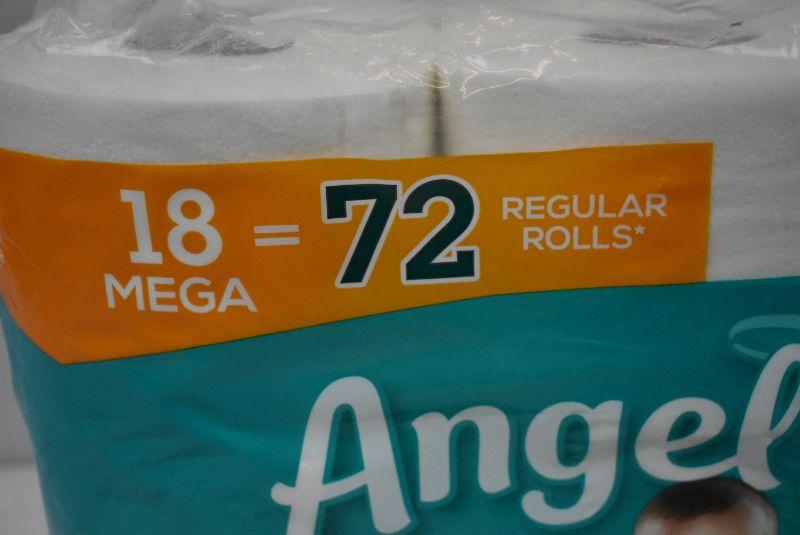 18 MEGA = 72 REGULAR ROLLS*
Angel